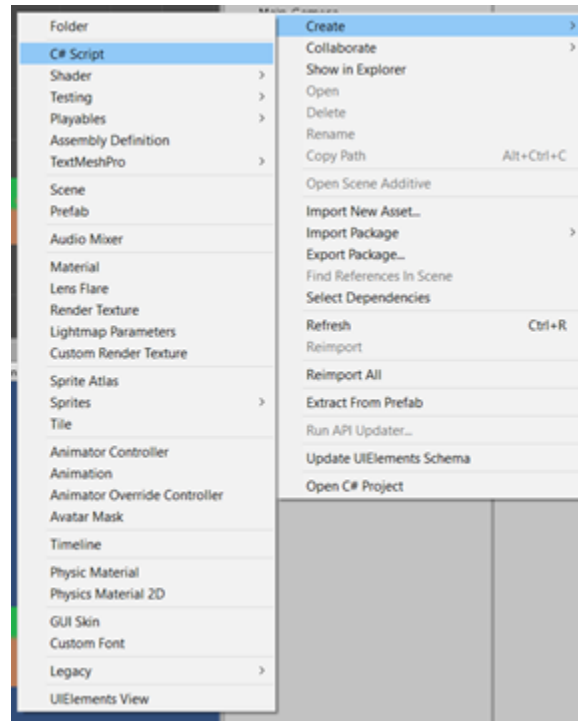 Main Camera
Folder
C# Script
Shader
Testing
Playables
Assembly Definition
TextMeshPro
Scene
Prefab
Audio Mixer
Material
Lens Flare
Render Texture
Lightmap Parameters
Custom Render Texture
Sprite Atlas
Sprites
Tile
Animator Controller
Animation
Animator Override Controller
Avatar Mask
Timeline
Physic Material
Physics Material 2D
GUI Skin
Custom Font
Legacy
UIElements View
Create
Collaborate
Show in Explorer
Open
Delete
Rename
Copy Path Alt+Ctrl+C
Open Scene Additive
Import New Asset...
Import Package
Export Package...
Find References In Scene
Select Dependencies
Refresh Ctrl+R
Reimport
Reimport All
Extract From Prefab
Run API Updater...
Update UIElements Schema
Open C# Project